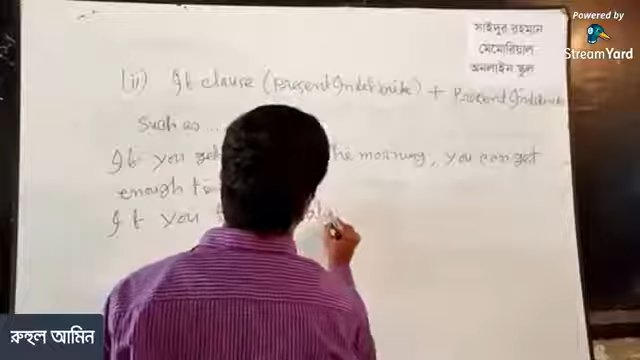 Powered by
StreamYard
সাইদুর রহমান
মেমোরিয়াল
অনলাইন স্কুল
(ii) If clause (Present Indefinite) + Present Indefinite
Such as ...
If you get the morning, you can get
enough
If you
রুহুল আমিন